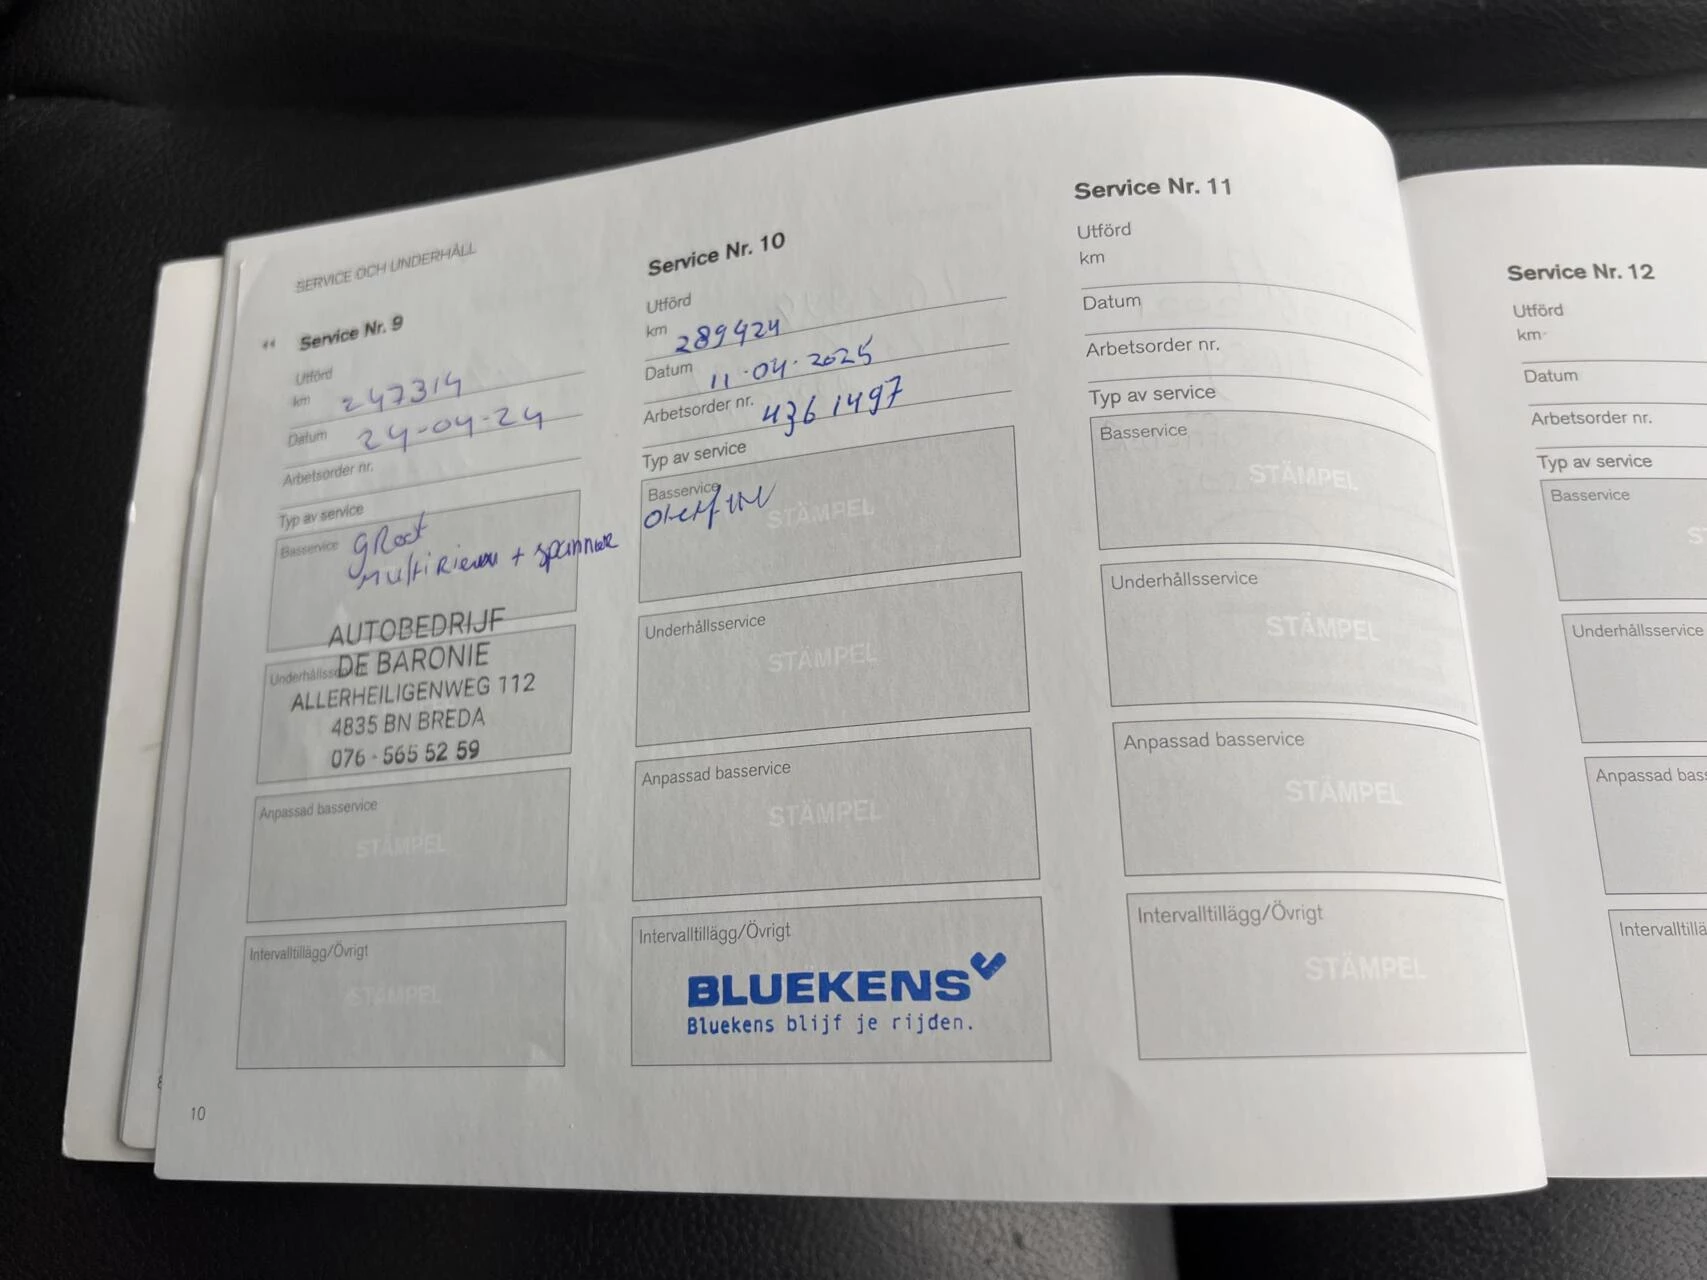 SERVICE OCH UNDERHÅLL
Service Nr. 9
Utförd
km 247314
Datum 24-04-24
Arbetsorder nr.
Typ av service
Basservice groot
multiriem + spanner
AUTOBEDRIJF
DE BARONIE
Underhållsservice
ALLERHEILIGENWEG 112
4835 BN BREDA
076 - 565 52 59
Anpassad basservice
STÄMPEL
Intervalltillägg/Övrigt
STÄMPEL
10
Service Nr. 10
Utförd
km 289424
Datum 11-04-2025
Arbetsorder nr. 4361497
Typ av service
Basservice
STÄMPEL
Underhållsservice
STÄMPEL
Anpassad basservice
STÄMPEL
Intervalltillägg/Övrigt
BLUEKENS
Bluekens blijf je rijden.
Service Nr. 11
Utförd
km
Datum
Arbetsorder nr.
Typ av service
Basservice
STÄMPEL
Underhållsservice
STÄMPEL
Anpassad basservice
STÄMPEL
Intervalltillägg/Övrigt
STÄMPEL
Service Nr. 12
Utförd
km
Datum
Arbetsorder nr.
Typ av service
Basservice
S
Underhållsservice
Anpassad bas
Intervalltillä